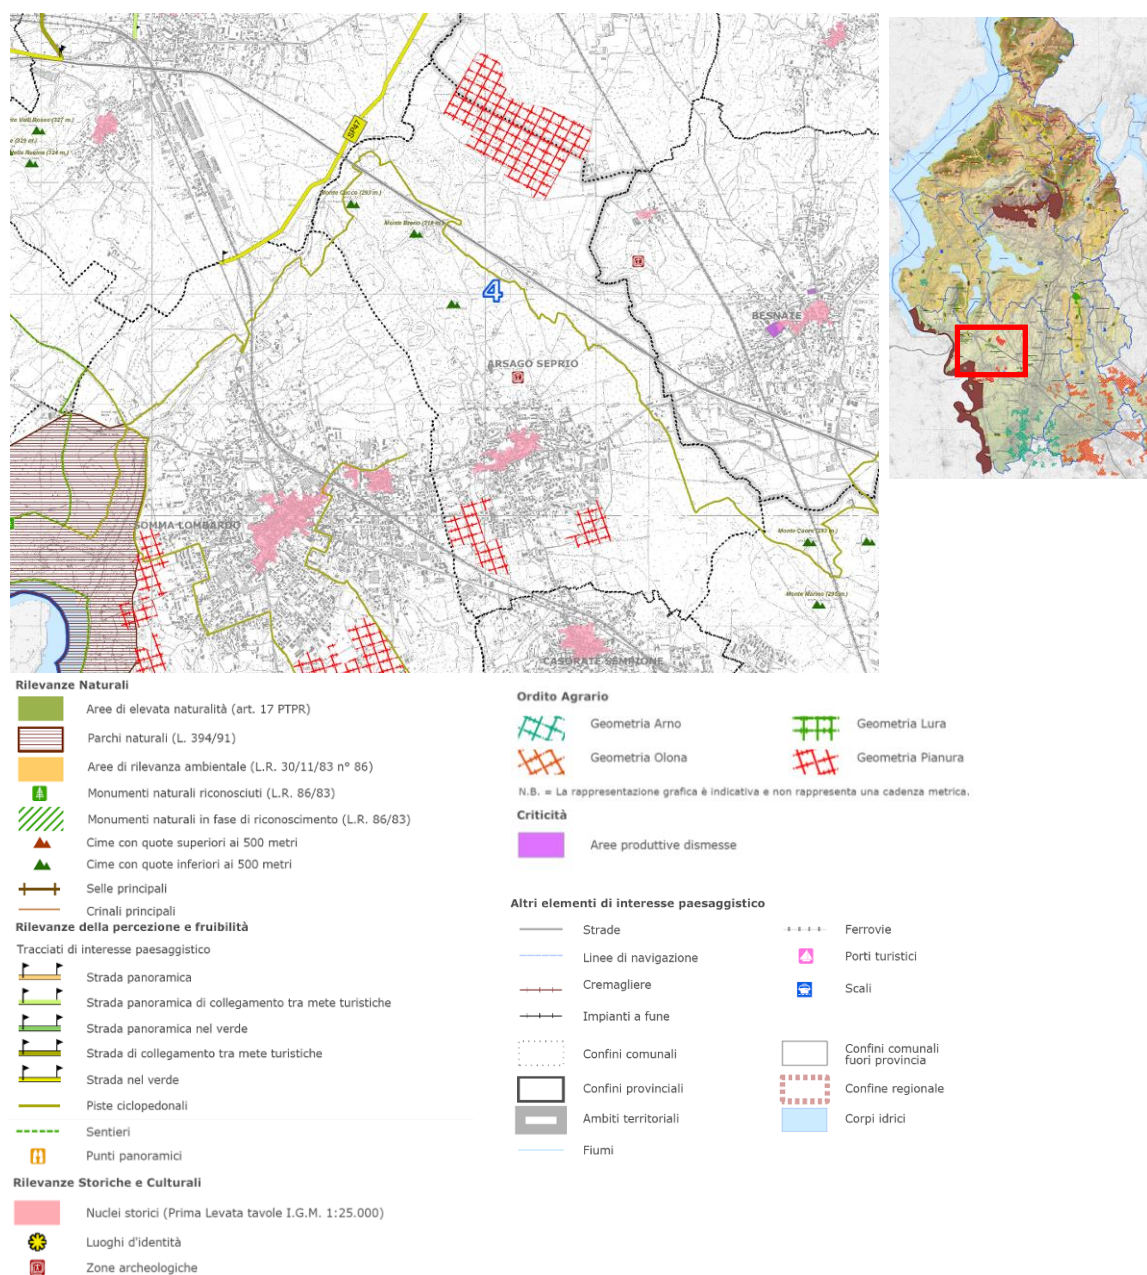 SP47
Monte Cucco (293 m.)
4
BESNATE
ARSAGO SEPRIO
SOMMA LOMBARDO
CASORATE SEMPIONE
Rilevanze Naturali
Aree di elevata naturalità (art. 17 PTPR)
Parchi naturali (L. 394/91)
Aree di rilevanza ambientale (L.R. 30/11/83 n° 86)
Monumenti naturali riconosciuti (L.R. 86/83)
Monumenti naturali in fase di riconoscimento (L.R. 86/83)
Cime con quote superiori ai 500 metri
Cime con quote inferiori ai 500 metri
Selle principali
Crinali principali
Rilevanze della percezione e fruibilità
Tracciati di interesse paesaggistico
Strada panoramica
Strada panoramica di collegamento tra mete turistiche
Strada panoramica nel verde
Strada di collegamento tra mete turistiche
Strada nel verde
Piste ciclopedonali
Sentieri
Punti panoramici
Rilevanze Storiche e Culturali
Nuclei storici (Prima Levata tavole I.G.M. 1:25.000)
Luoghi d'identità
Zone archeologiche
Ordito Agrario
Geometria Arno
Geometria Lura
Geometria Olona
Geometria Pianura
N.B. = La rappresentazione grafica è indicativa e non rappresenta una cadenza metrica.
Criticità
Aree produttive dismesse
Altri elementi di interesse paesaggistico
Strade
Ferrovie
Linee di navigazione
Porti turistici
Cremagliere
Scali
Impianti a fune
Confini comunali
Confini comunali
fuori provincia
Confini provinciali
Confine regionale
Ambiti territoriali
Corpi idrici
Fiumi